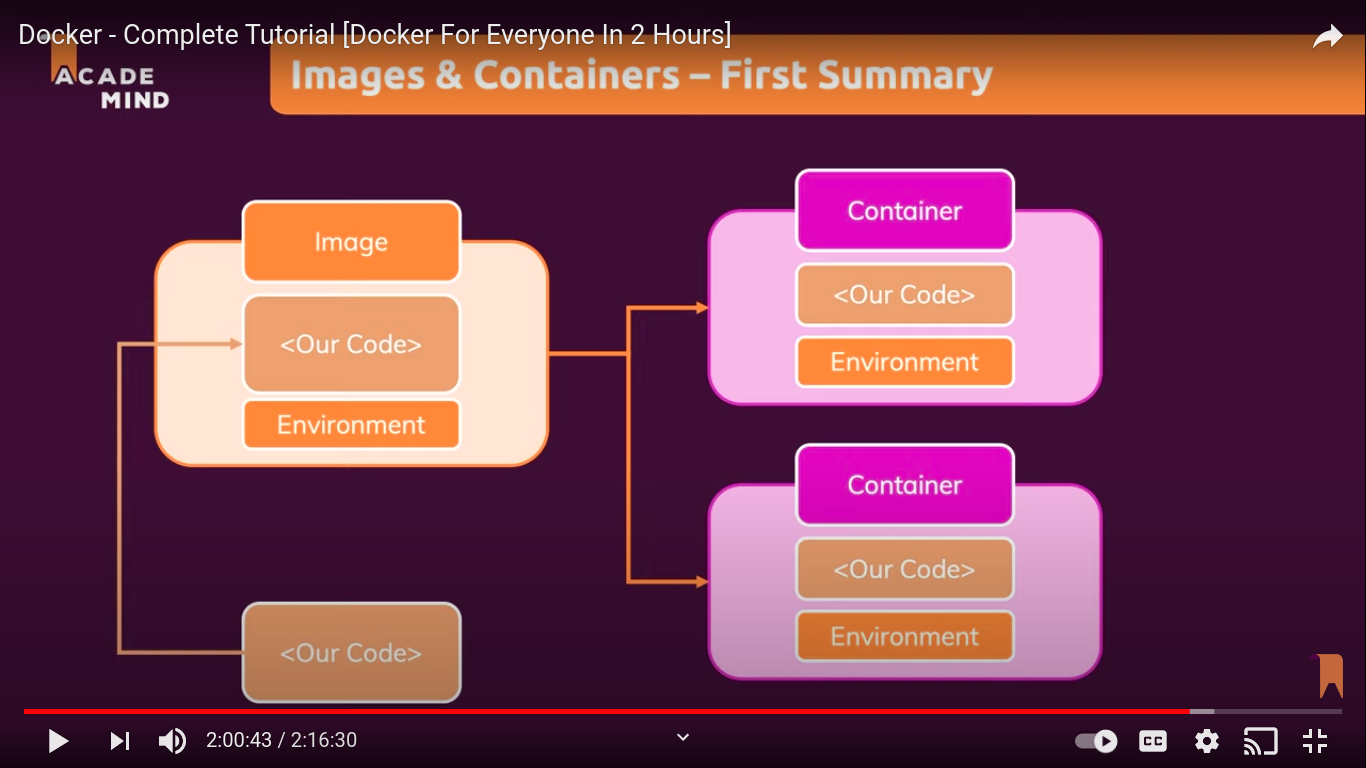 Docker - Complete Tutorial [Docker For Everyone In 2 Hours]
ACADE
MIND
Images & Containers – First Summary
Image
<Our Code>
Environment
<Our Code>
Container
<Our Code>
Environment
Container
<Our Code>
Environment
2:00:43 / 2:16:30
CC